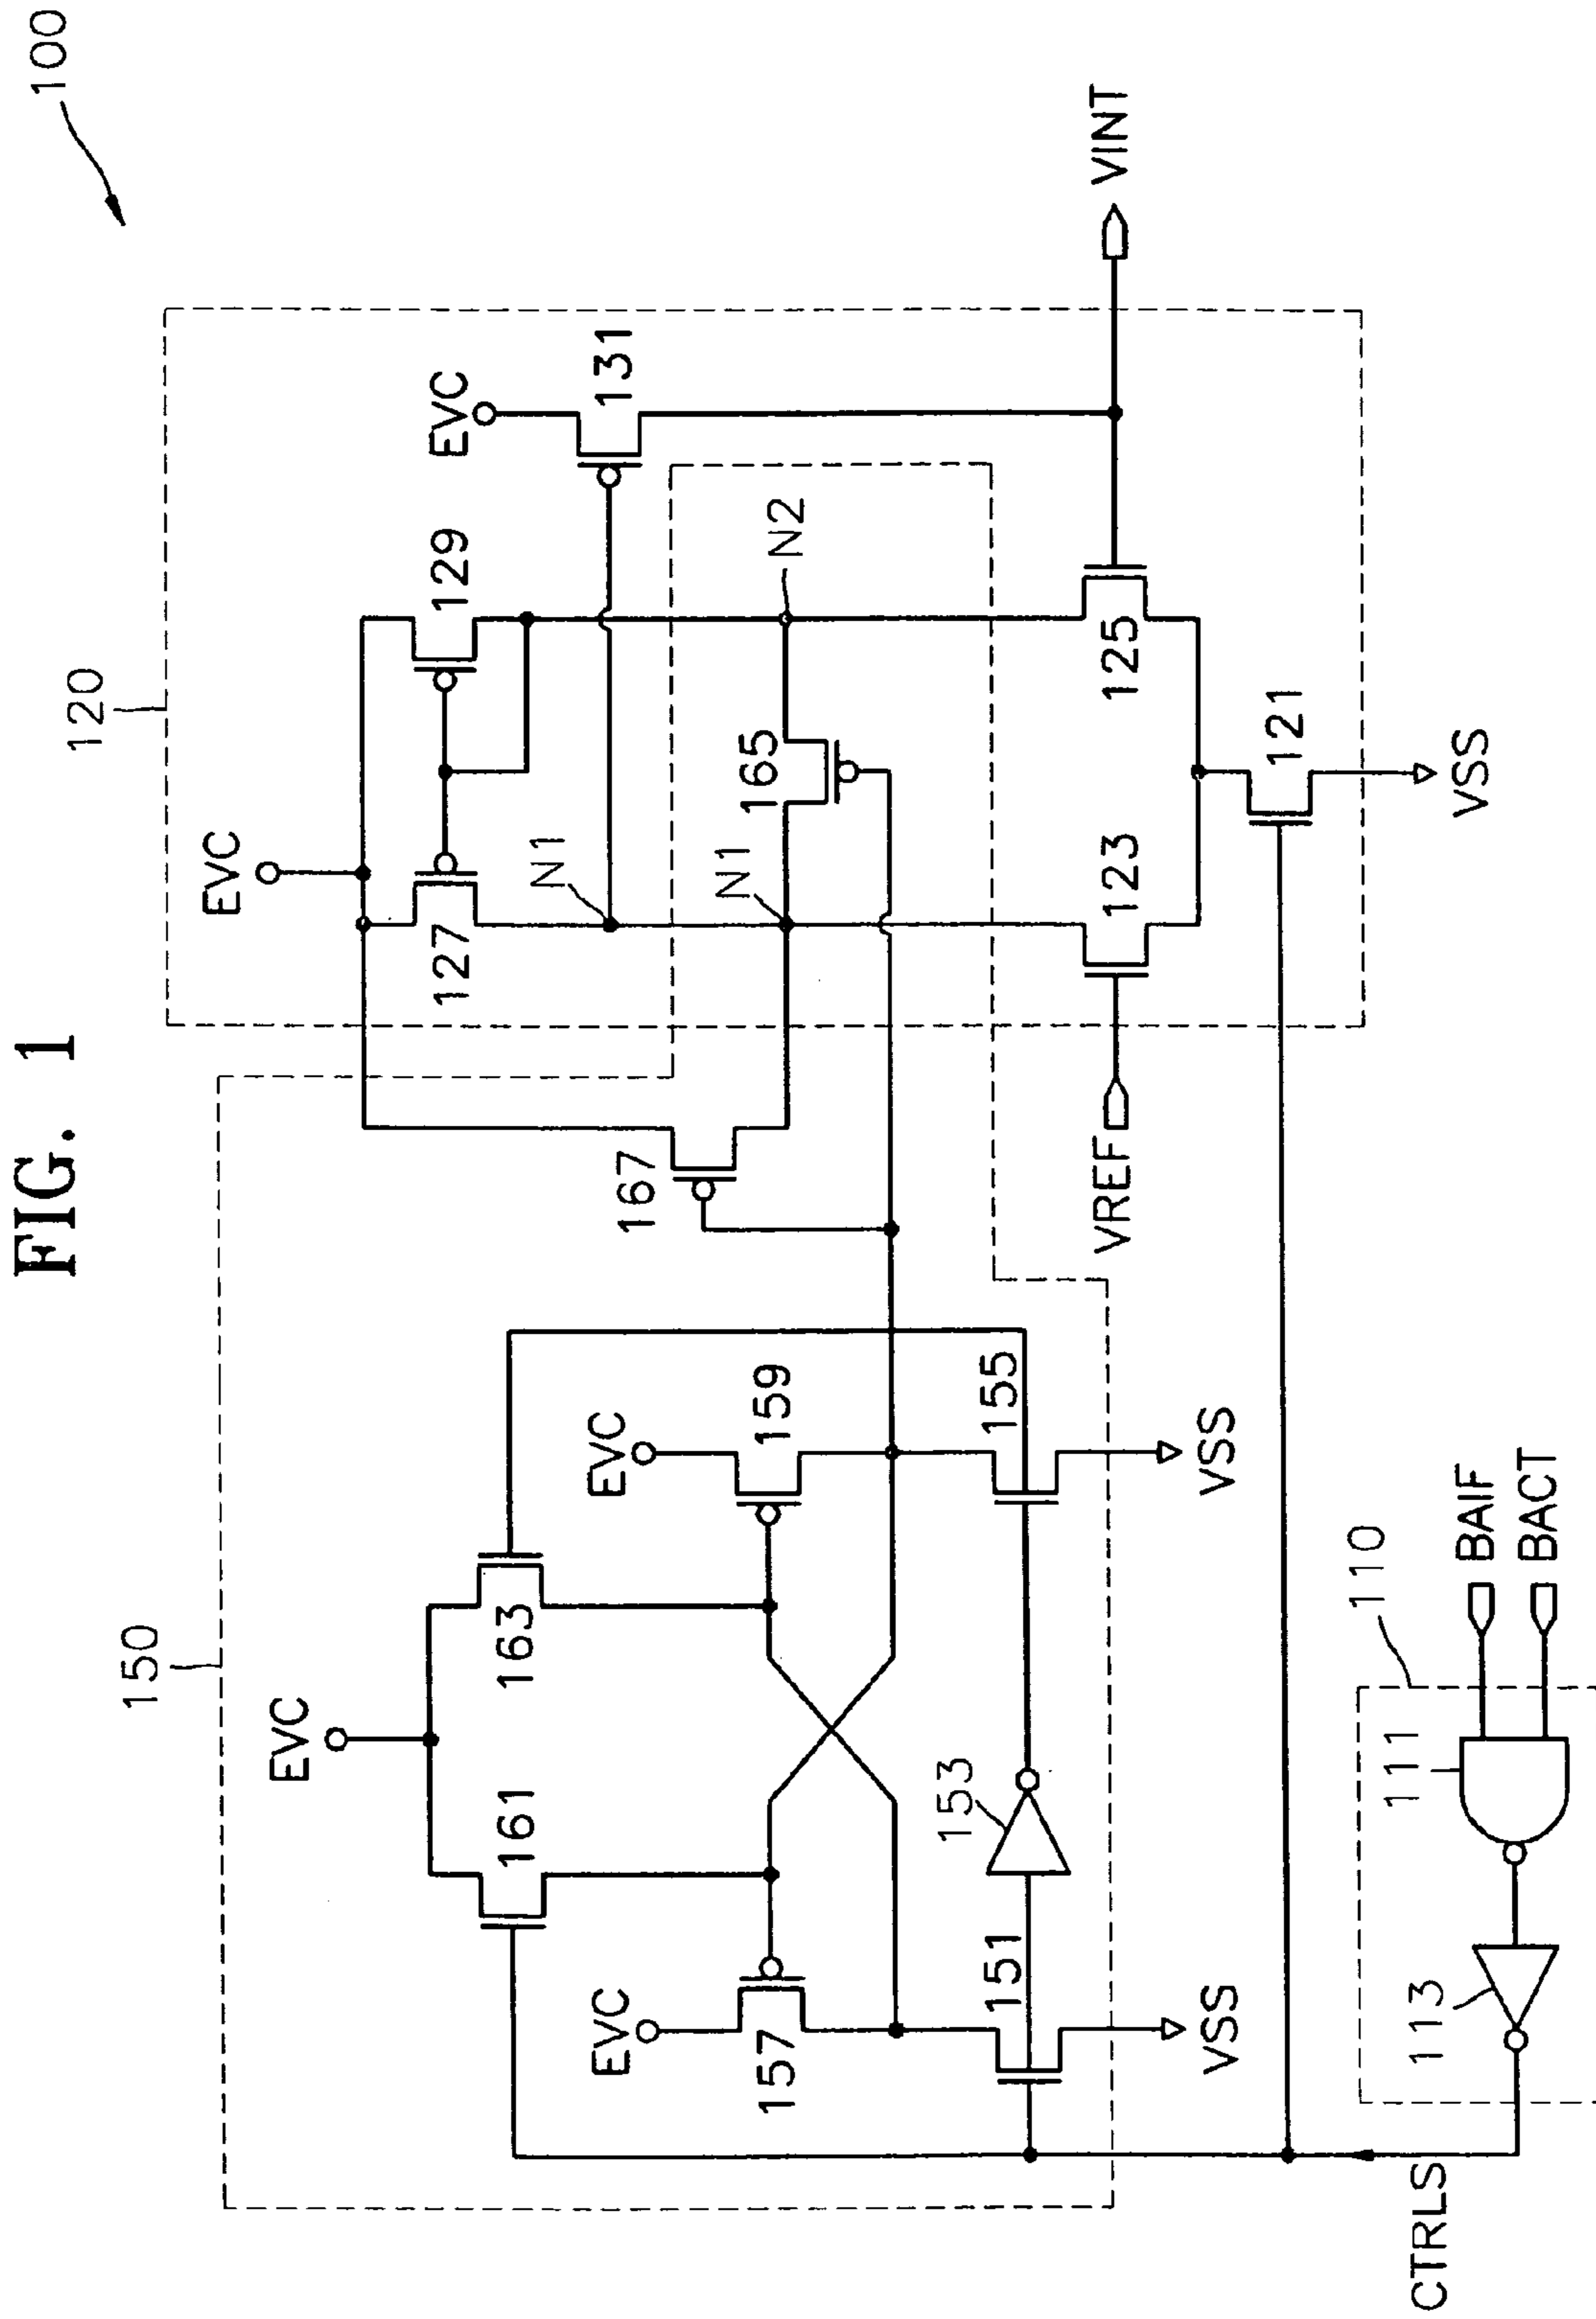 FIG. 1
100
120
EVC
EVC
127
129
131
N1
N1
N2
165
167
123
125
121
VREF
VINT
VSS
150
EVC
161
163
EVC
EVC
157
159
151
153
155
VSS
VSS
110
111
113
BAIF
BACT
CTRLS